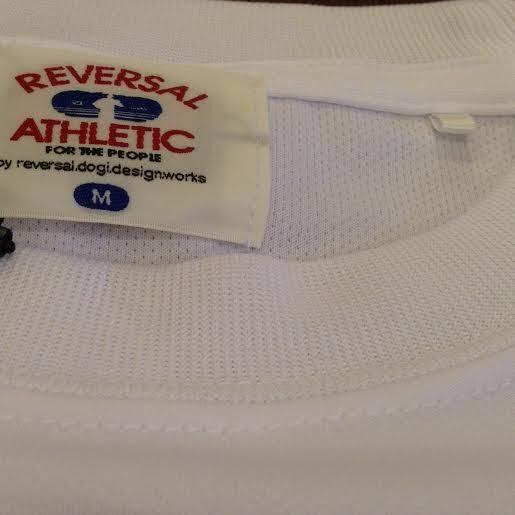 REVERSAL
ATHLETIC
FOR THE PEOPLE
by reversal.dogi.design.works
M